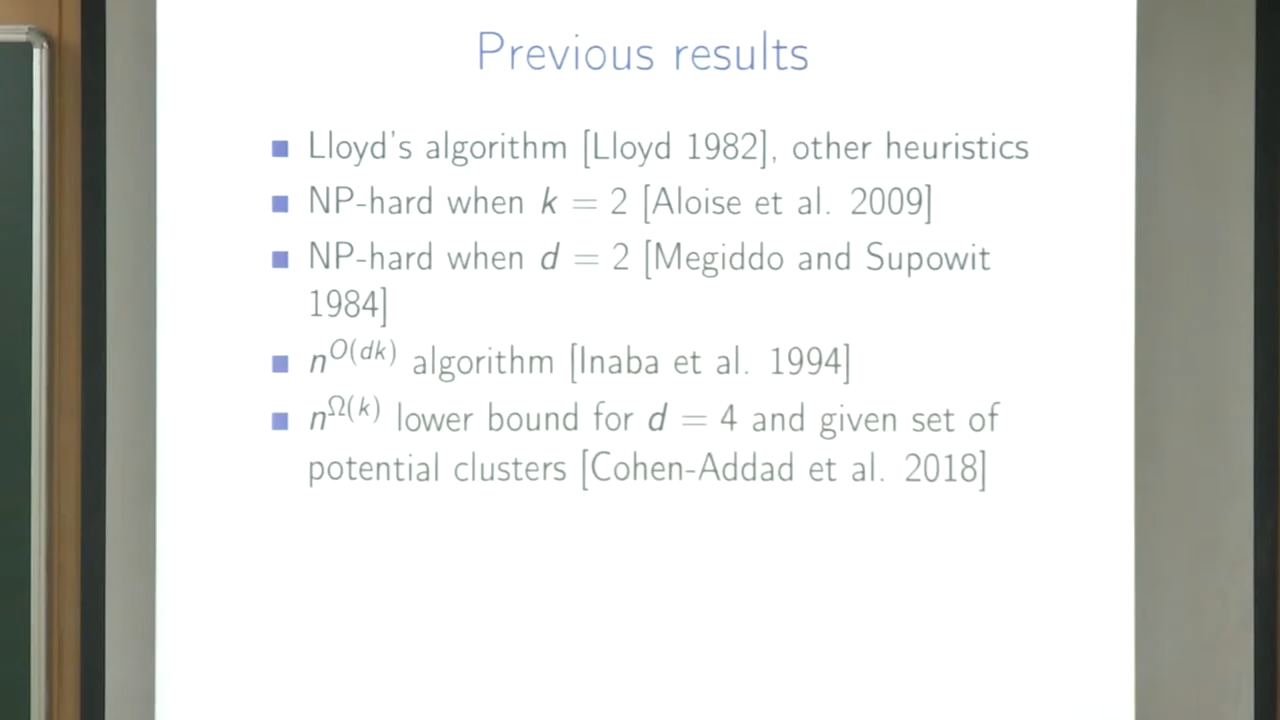 Previous results
■ Lloyd's algorithm [Lloyd 1982], other heuristics
■ NP-hard when k = 2 [Aloise et al. 2009]
■ NP-hard when d = 2 [Megiddo and Supowit
1984]
■ n^{O(dk)} algorithm [Inaba et al. 1994]
■ n^{Ω(k)} lower bound for d = 4 and given set of
potential clusters [Cohen-Addad et al. 2018]